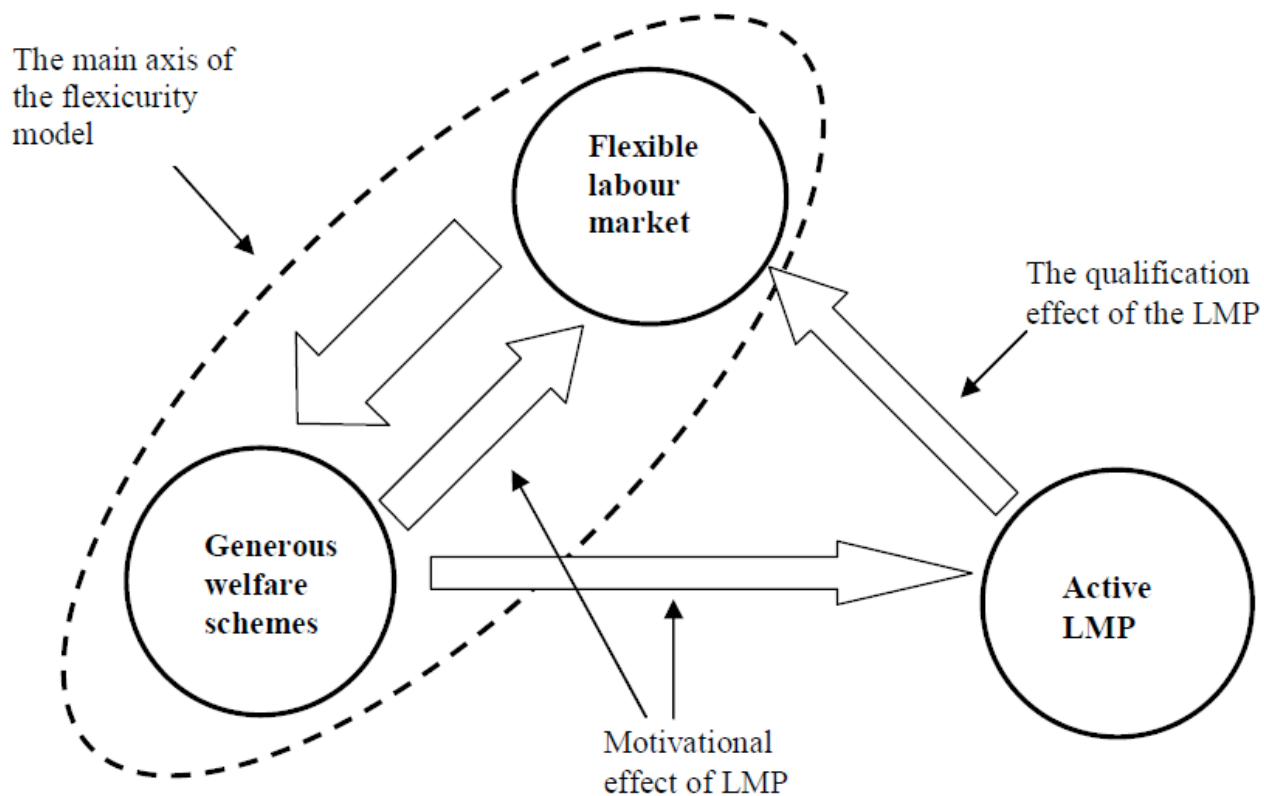 The main axis of
the flexicurity
model
Flexible
labour
market
The qualification
effect of the LMP
Generous
welfare
schemes
Active
LMP
Motivational
effect of LMP